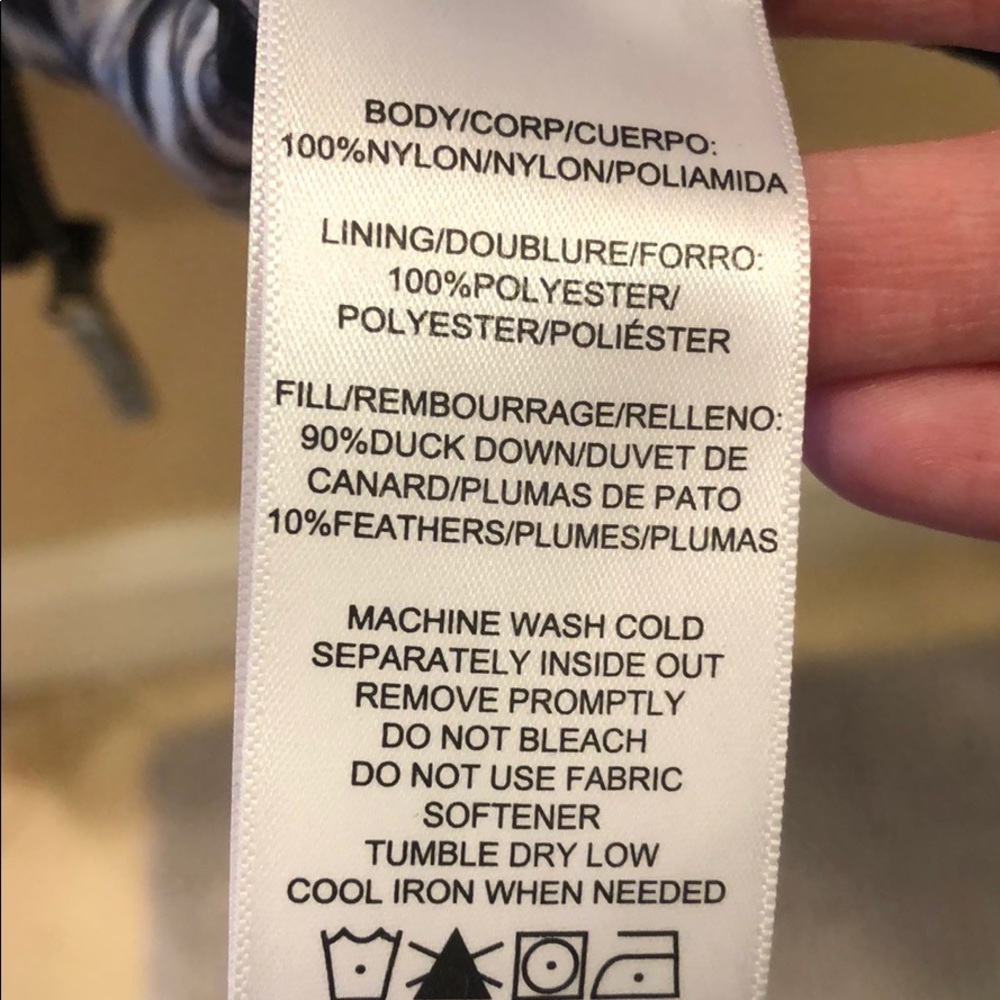 BODY/CORP/CUERPO:
100%NYLON/NYLON/POLIAMIDA
LINING/DOUBLURE/FORRO:
100%POLYESTER/
POLYESTER/POLIÉSTER
FILL/REMBOURRAGE/RELLENO:
90%DUCK DOWN/DUVET DE
CANARD/PLUMAS DE PATO
10%FEATHERS/PLUMES/PLUMAS
MACHINE WASH COLD
SEPARATELY INSIDE OUT
REMOVE PROMPTLY
DO NOT BLEACH
DO NOT USE FABRIC
SOFTENER
TUMBLE DRY LOW
COOL IRON WHEN NEEDED